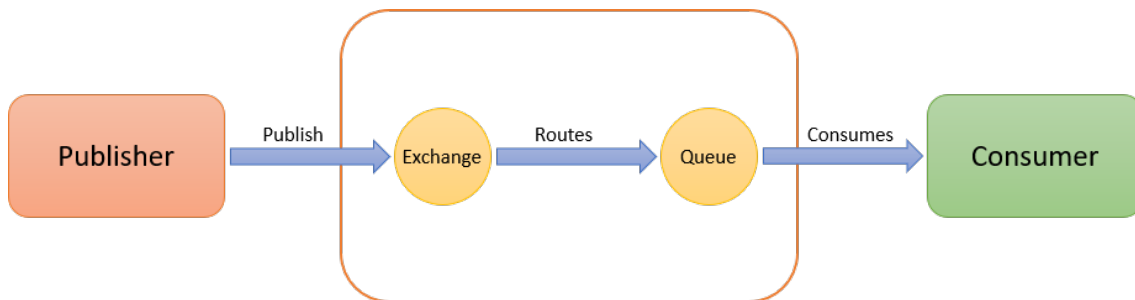 Publisher
Publish
Exchange
Routes
Queue
Consumes
Consumer